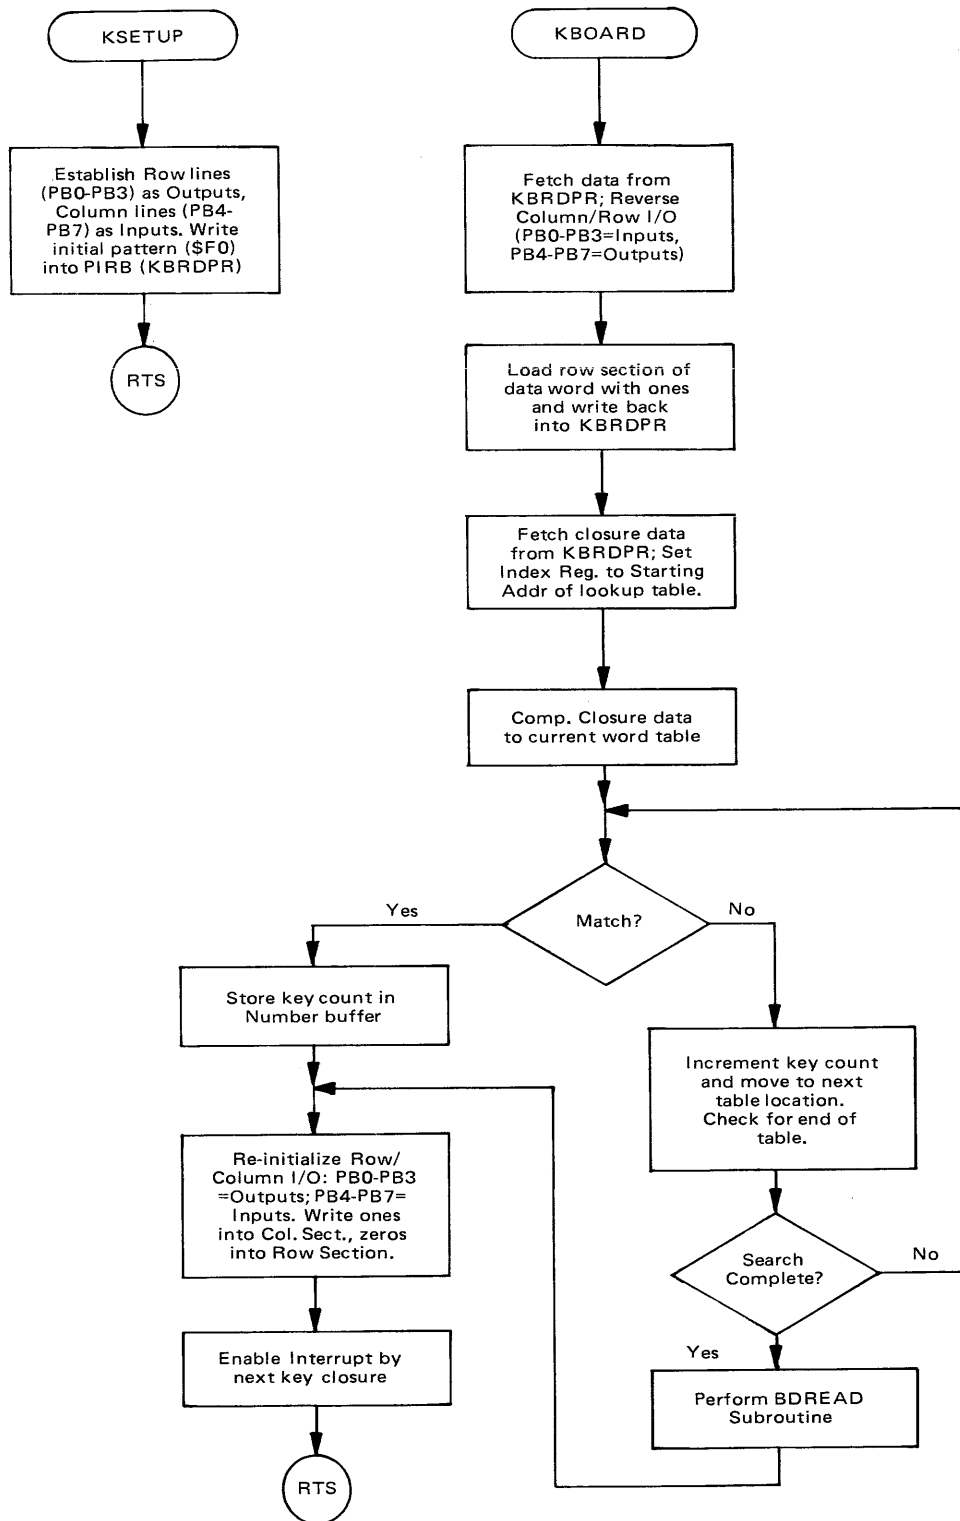 KSETUP
Establish Row lines
(PB0-PB3) as Outputs,
Column lines (PB4-
PB7) as Inputs. Write
initial pattern ($F0)
into PIRB (KBRDPR)
RTS
KBOARD
Fetch data from
KBRDPR; Reverse
Column/Row I/O
(PB0-PB3=Inputs,
PB4-PB7=Outputs)
Load row section of
data word with ones
and write back
into KBRDPR
Fetch closure data
from KBRDPR; Set
Index Reg. to Starting
Addr of lookup table.
Comp. Closure data
to current word table
Match?
Yes
No
Store key count in
Number buffer
Re-initialize Row/
Column I/O: PB0-PB3
=Outputs; PB4-PB7=
Inputs. Write ones
into Col. Sect., zeros
into Row Section.
Enable Interrupt by
next key closure
RTS
Increment key count
and move to next
table location.
Check for end of
table.
Search
Complete?
No
Yes
Perform BDREAD
Subroutine